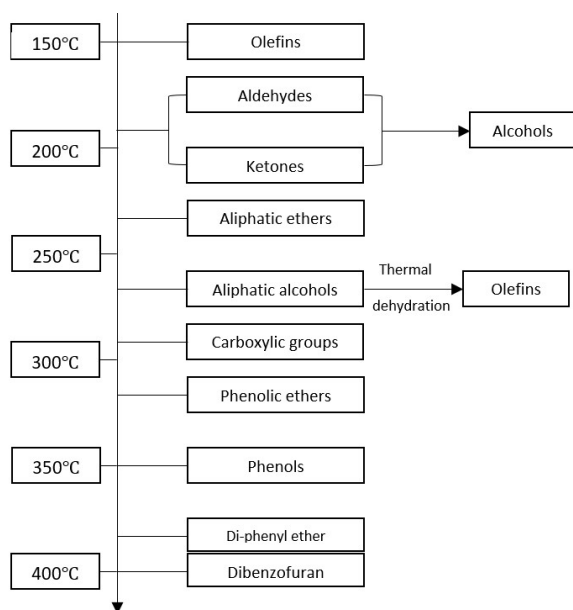 150℃
Olefins
Aldehydes
Alcohols
200℃
Ketones
Aliphatic ethers
250℃
Thermal
Aliphatic alcohols
Olefins
dehydration
Carboxylic groups
300℃
Phenolic ethers
350℃
Phenols
Di-phenyl ether
400℃
Dibenzofuran